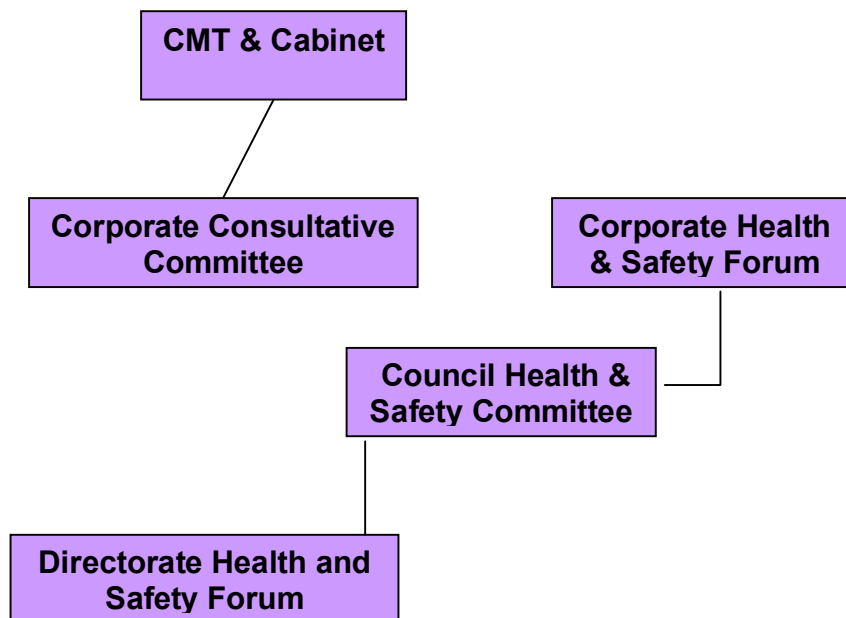 CMT & Cabinet
Corporate Consultative
Committee
Corporate Health
& Safety Forum
Council Health &
Safety Committee
Directorate Health and
Safety Forum